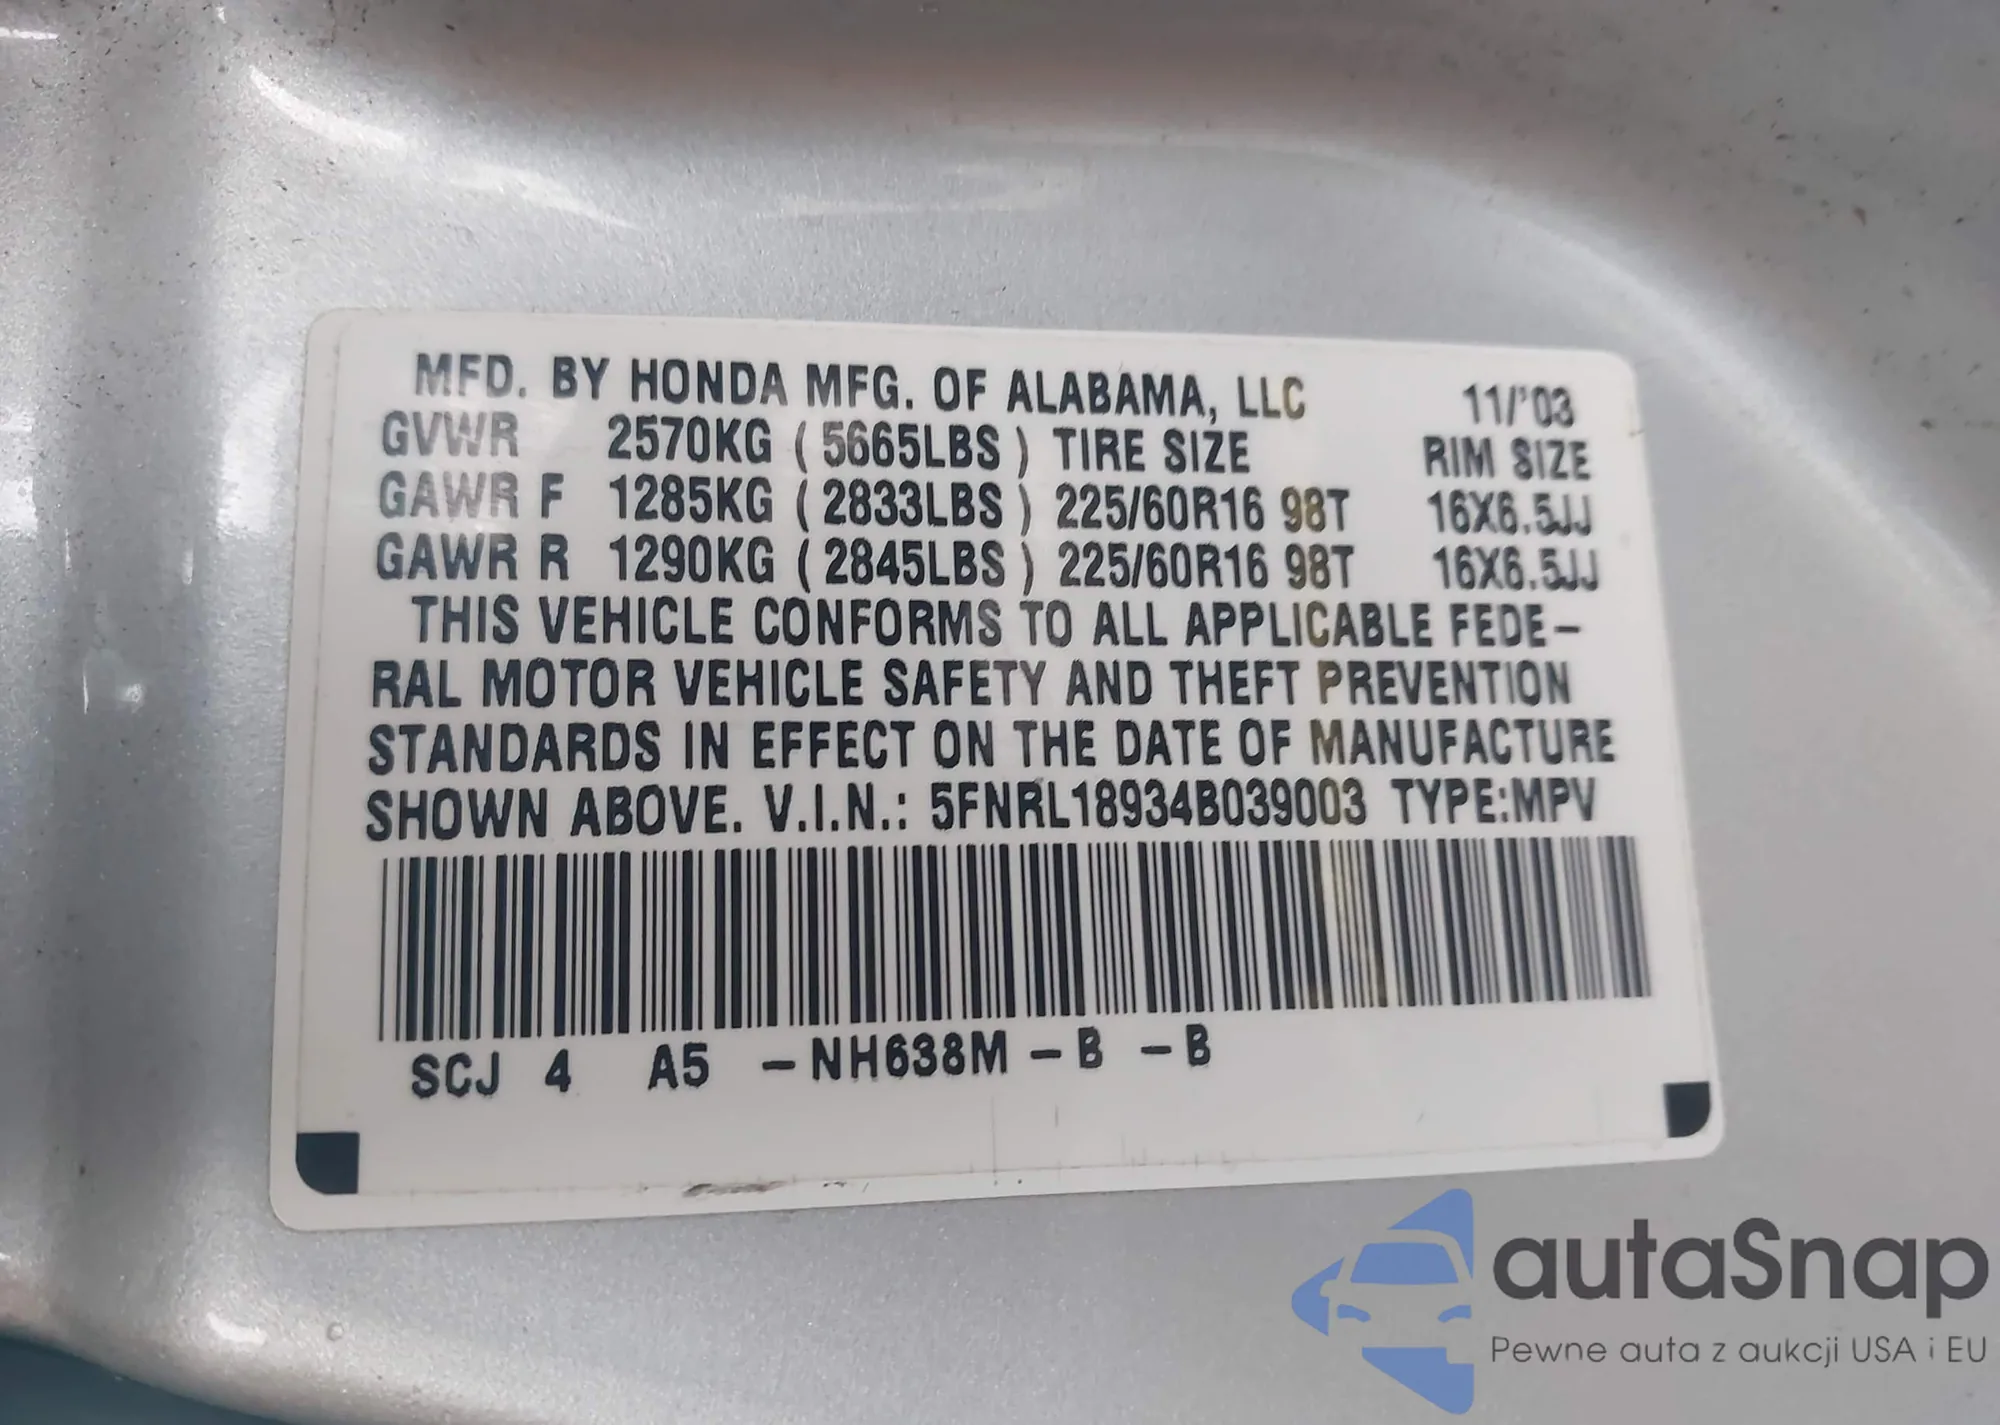 MFD. BY HONDA MFG. OF ALABAMA, LLC 11/'03
GVWR 2570KG ( 5665LBS ) TIRE SIZE RIM SIZE
GAWR F 1285KG ( 2833LBS ) 225/60R16 98T 16X6.5JJ
GAWR R 1290KG ( 2845LBS ) 225/60R16 98T 16X6.5JJ
THIS VEHICLE CONFORMS TO ALL APPLICABLE FEDE-
RAL MOTOR VEHICLE SAFETY AND THEFT PREVENTION
STANDARDS IN EFFECT ON THE DATE OF MANUFACTURE
SHOWN ABOVE. V.I.N.: 5FNRL18934B039003 TYPE:MPV
SCJ 4 A5 -NH638M -B -B
autaSnap
Pewne auta z aukcji USA i EU